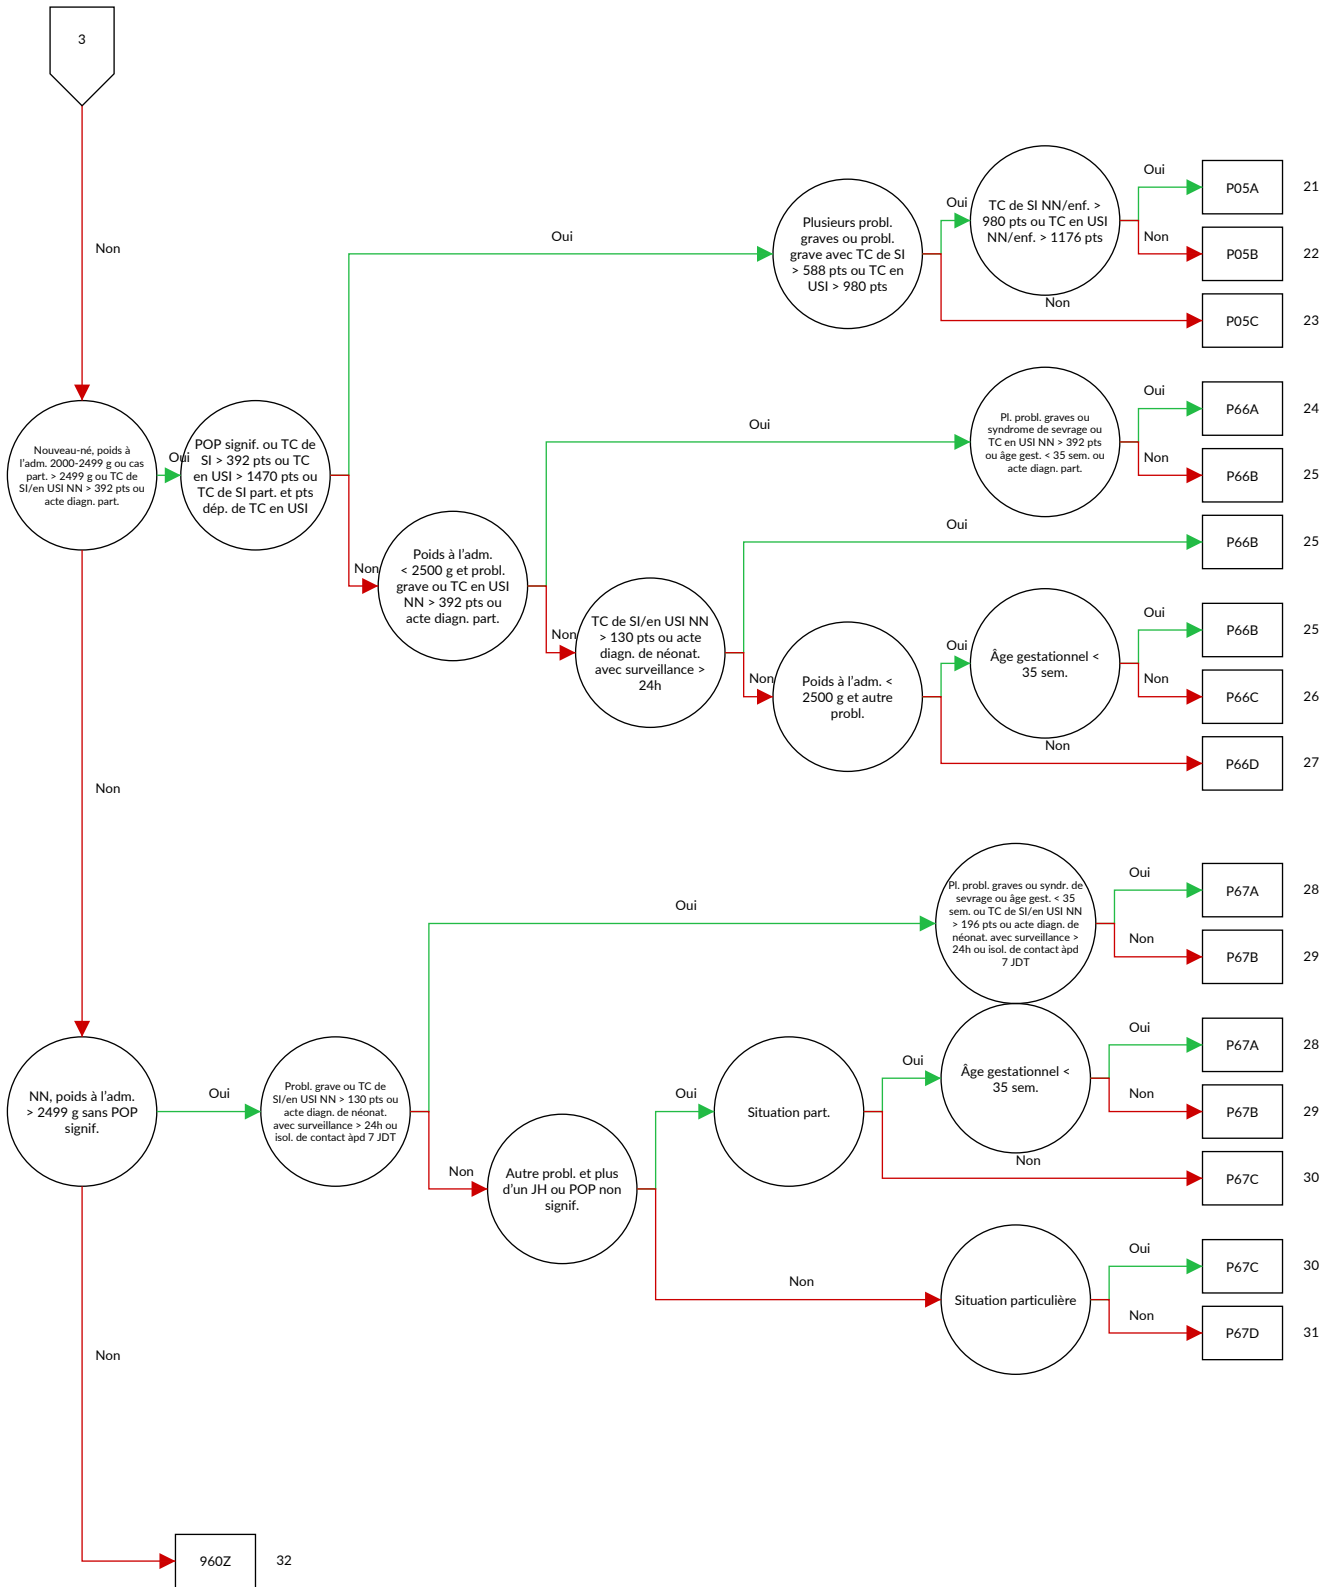 3
Non
Oui
Plusieurs probl.
graves ou probl.
grave avec TC de SI
> 588 pts ou TC en
USI > 980 pts
Oui
TC de SI NN/enf. >
980 pts ou TC en USI
NN/enf. > 1176 pts
Oui
P05A
21
Non
P05B
22
Non
P05C
23
Nouveau-né, poids à
l'adm. 2000-2499 g ou cas
part. > 2499 g ou TC de
SI/en USI NN > 392 pts ou
acte diagn. part.
Oui
POP signif. ou TC de
SI > 392 pts ou TC
en USI > 1470 pts ou
TC de SI part. et pts
dép. de TC en USI
Non
Poids à l'adm.
< 2500 g et probl.
grave ou TC en USI
NN > 392 pts ou
acte diagn. part.
Oui
Pl. probl. graves ou
syndrome de sevrage ou
TC en USI NN > 392 pts
ou âge gest. < 35 sem. ou
acte diagn. part.
Oui
P66A
24
Non
P66B
25
Non
TC de SI/en USI NN
> 130 pts ou acte
diagn. de néonat.
avec surveillance >
24h
Oui
P66B
25
Non
Poids à l'adm. <
2500 g et autre
probl.
Oui
Âge gestationnel <
35 sem.
Oui
P66B
25
Non
P66C
26
Non
P66D
27
Non
NN, poids à l'adm.
> 2499 g sans POP
signif.
Oui
Probl. grave ou TC de
SI/en USI NN > 130 pts ou
acte diagn. de néonat.
avec surveillance > 24h ou
isol. de contact àpd 7 JDT
Oui
Pl. probl. graves ou syndr. de
sevrage ou âge gest. < 35
sem. ou TC de SI/en USI NN
> 196 pts ou acte diagn. de
néonat. avec surveillance >
24h ou isol. de contact àpd
7 JDT
Oui
P67A
28
Non
P67B
29
Non
Autre probl. et plus
d'un JH ou POP non
signif.
Oui
Situation part.
Oui
Âge gestationnel <
35 sem.
Oui
P67A
28
Non
P67B
29
Non
P67C
30
Non
Situation particulière
Oui
P67C
30
Non
P67D
31
Non
960Z
32